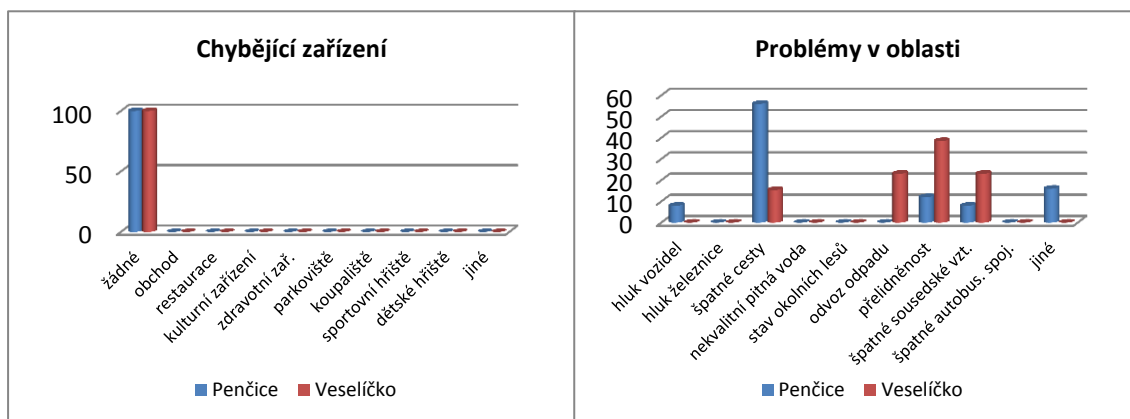 Chybějící zařízení
100
50
0
žádné
obchod
restaurace
kulturní zařízení
zdravotní zař.
parkoviště
koupaliště
sportovní hřiště
dětské hřiště
jiné
Penčice Veselíčko
Problémy v oblasti
60
50
40
30
20
10
0
hluk vozidel
hluk železnice
špatné cesty
nekvalitní pitná voda
stav okolních lesů
odvoz odpadu
přelidněnost
špatné sousedské vzt.
špatné autobus. spoj.
jiné
Penčice Veselíčko